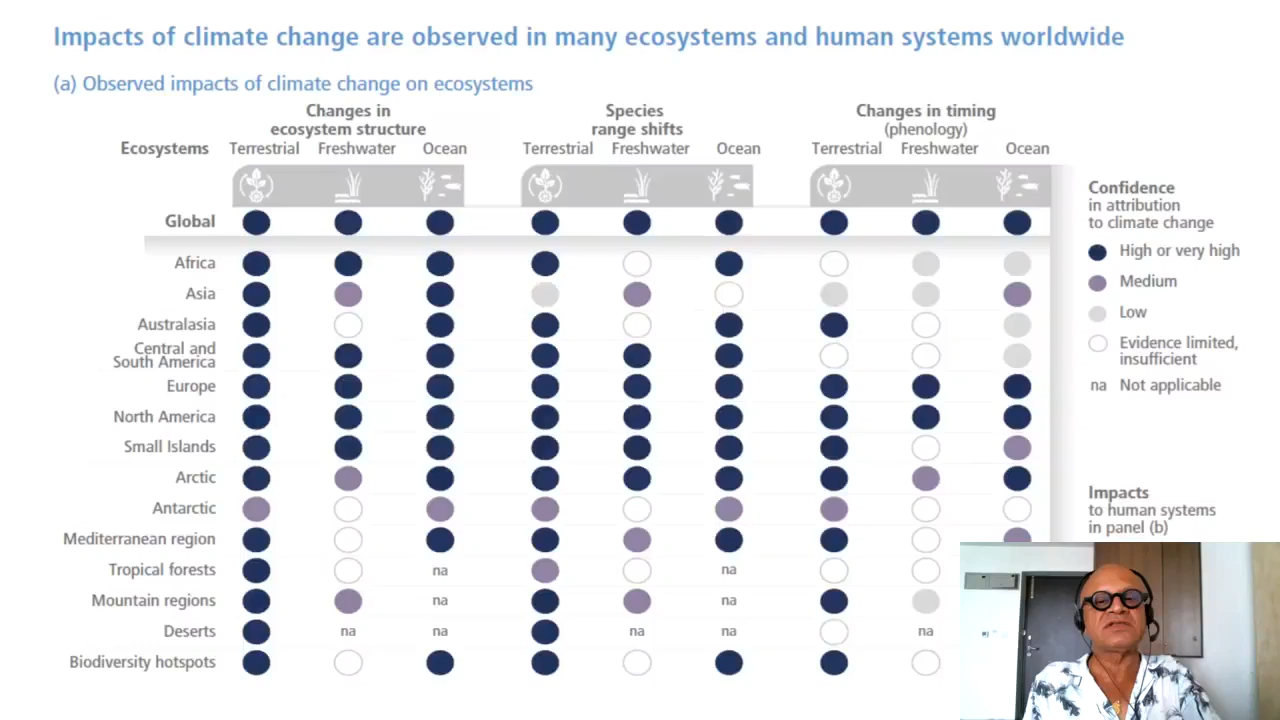 Impacts of climate change are observed in many ecosystems and human systems worldwide
(a) Observed impacts of climate change on ecosystems
Changes in
ecosystem structure
Species
range shifts
Changes in timing
(phenology)
Ecosystems Terrestrial Freshwater Ocean Terrestrial Freshwater Ocean Terrestrial Freshwater Ocean
Global
Africa
Asia
Australasia
Central and
South America
Europe
North America
Small Islands
Arctic
Antarctic
Mediterranean region
Tropical forests na na
Mountain regions na na
Deserts na na na na na
Biodiversity hotspots
Confidence
in attribution
to climate change
High or very high
Medium
Low
Evidence limited,
insufficient
na Not applicable
Impacts
to human systems
in panel (b)